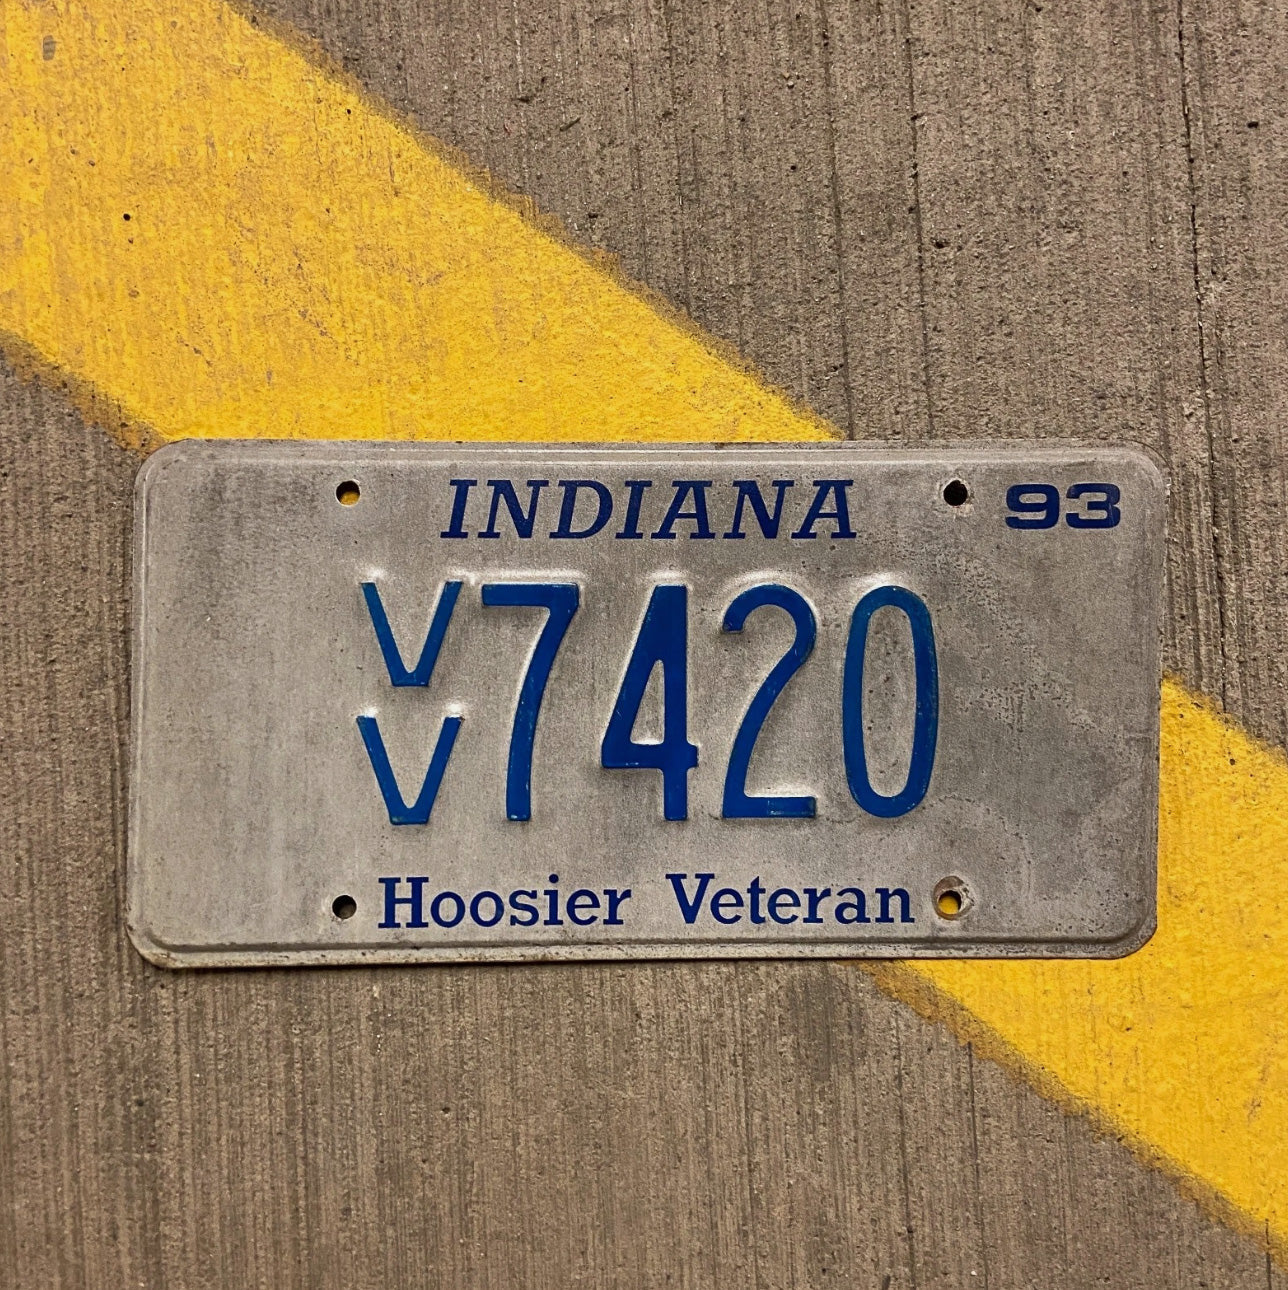 INDIANA 93
VV7420
Hoosier Veteran